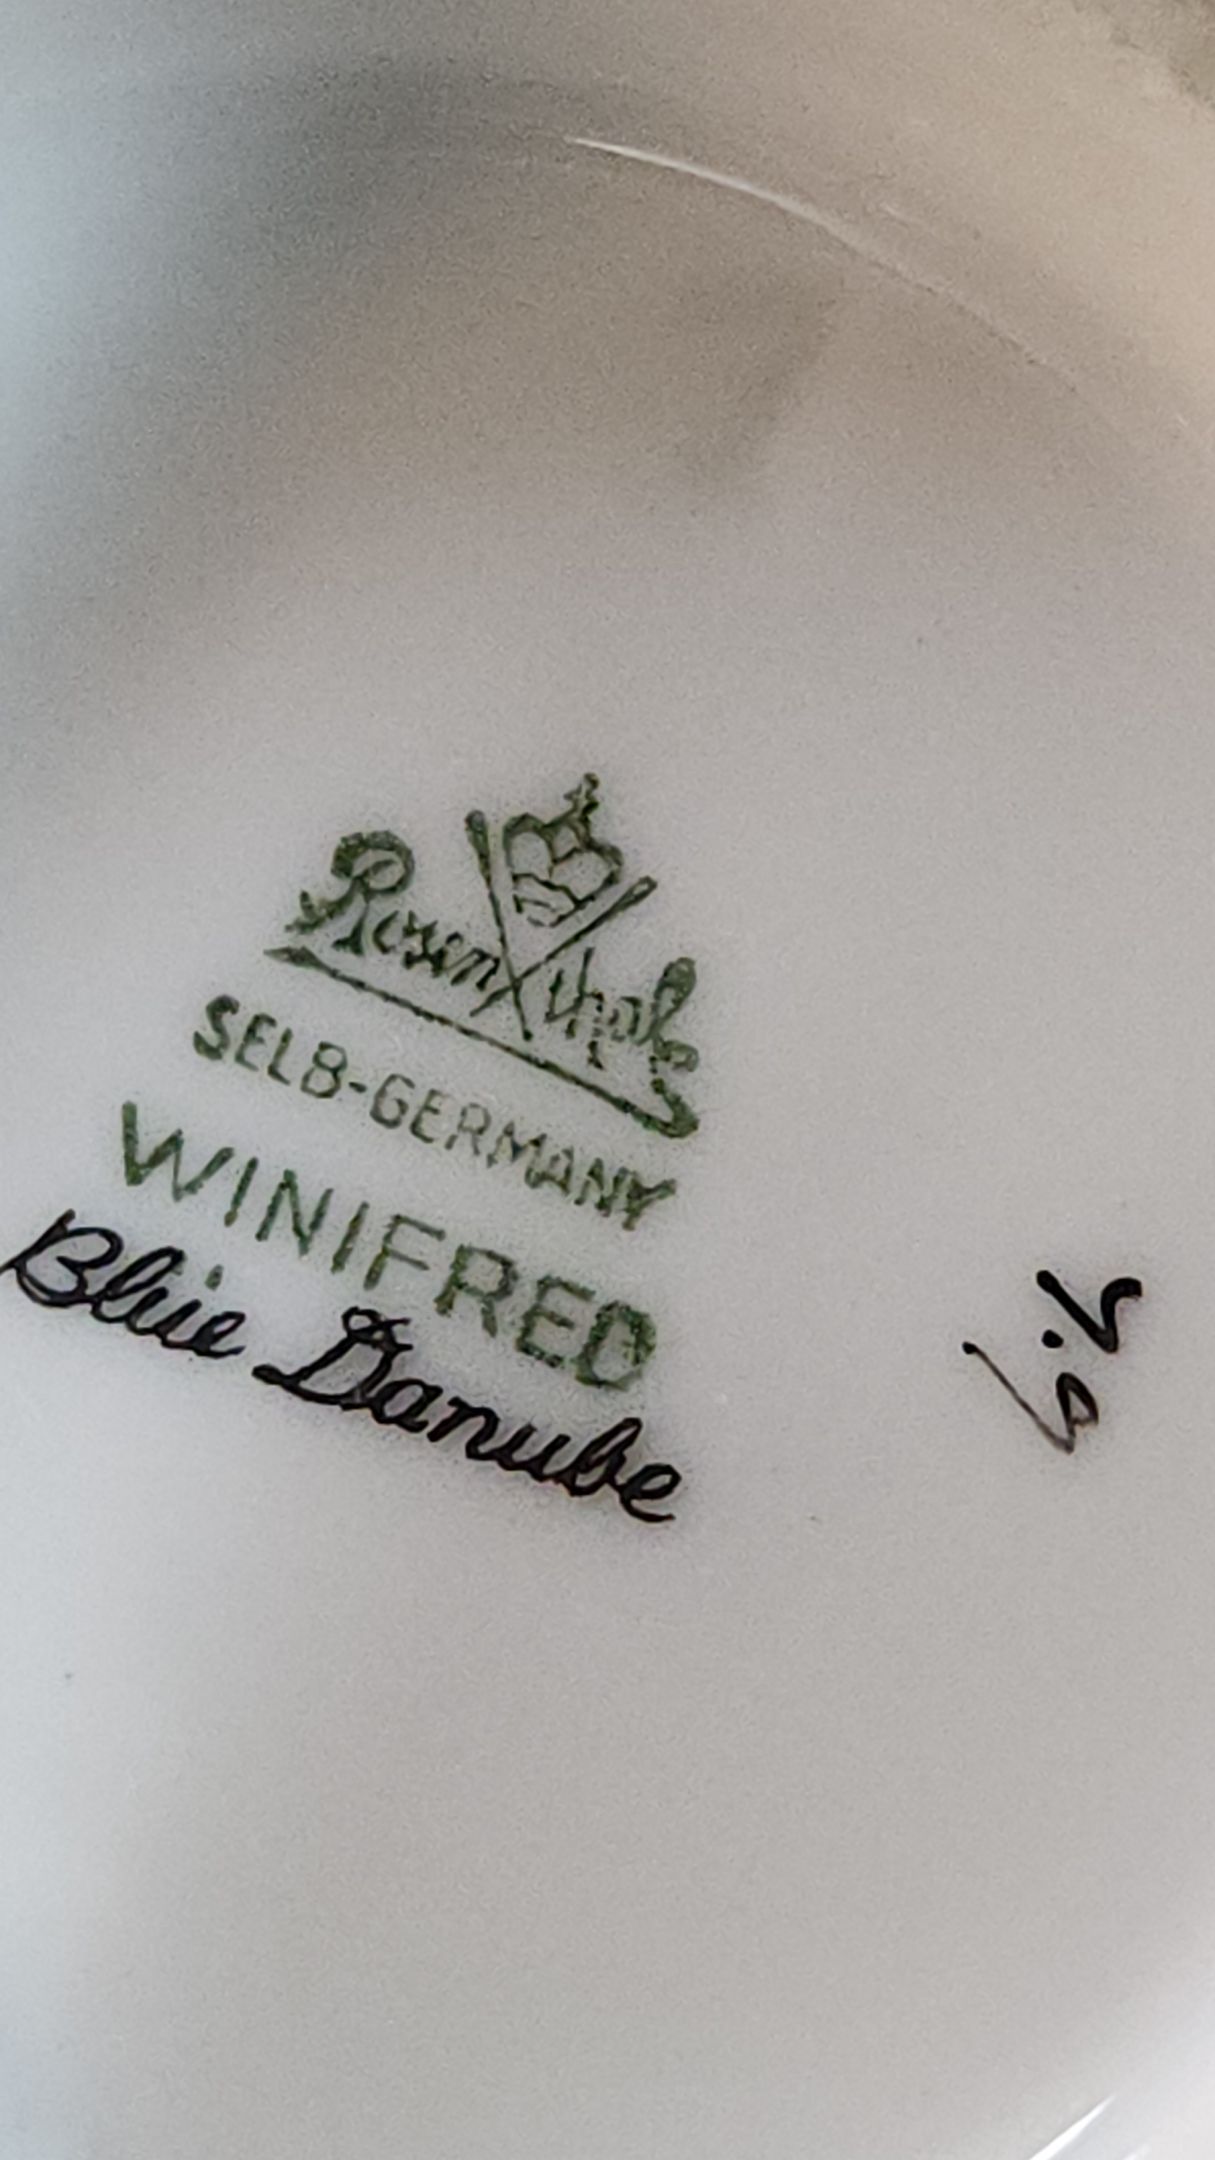 Rosenthal
SELB-GERMANY
WINIFRED
Blue Danube